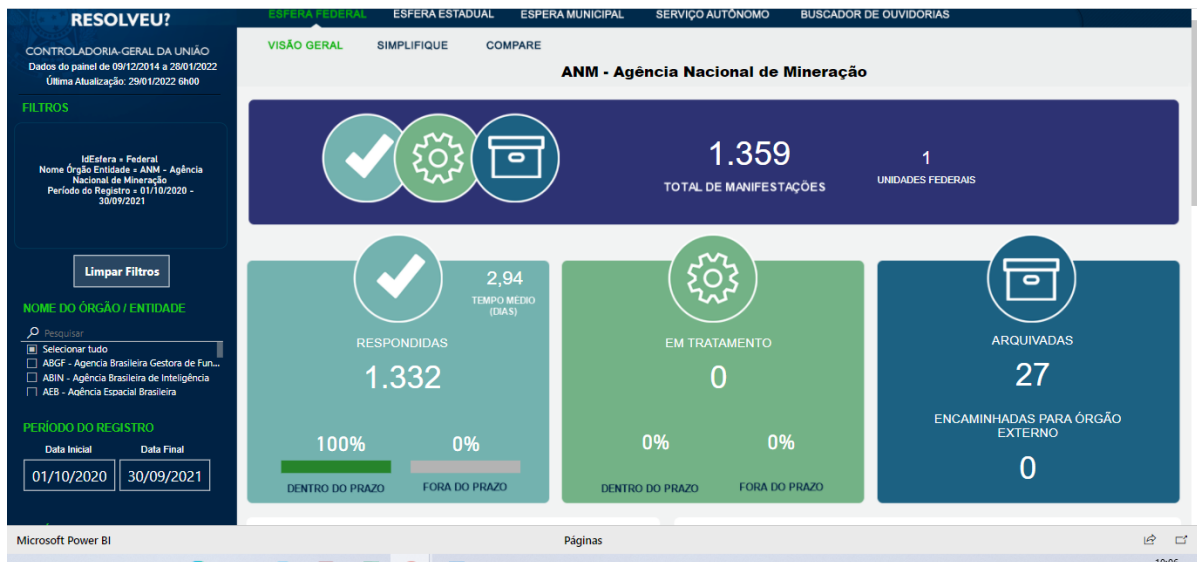 RESOLVEU?
CONTROLADORIA-GERAL DA UNIÃO
Dados do painel de 09/12/2014 a 28/01/2022
Última Atualização: 29/01/2022 6h00
FILTROS
IdEsfera = Federal
Nome Órgão Entidade = ANM - Agência
Nacional de Mineração
Período do Registro = 01/10/2020 -
30/09/2021
Limpar Filtros
NOME DO ÓRGÃO / ENTIDADE
Pesquisar
Selecionar tudo
ABGF - Agencia Brasileira Gestora de Fun...
ABIN - Agência Brasileira de Inteligência
AEB - Agência Espacial Brasileira
PERÍODO DO REGISTRO
Data Inicial Data Final
01/10/2020 30/09/2021
ESFERA FEDERAL ESFERA ESTADUAL ESPERA MUNICIPAL SERVIÇO AUTÔNOMO BUSCADOR DE OUVIDORIAS
VISÃO GERAL SIMPLIFIQUE COMPARE
ANM - Agência Nacional de Mineração
1.359
TOTAL DE MANIFESTAÇÕES
1
UNIDADES FEDERAIS
2,94
TEMPO MÉDIO
(DIAS)
RESPONDIDAS
1.332
100% 0%
DENTRO DO PRAZO FORA DO PRAZO
EM TRATAMENTO
0
0% 0%
DENTRO DO PRAZO FORA DO PRAZO
ARQUIVADAS
27
ENCAMINHADAS PARA ÓRGÃO
EXTERNO
0
Microsoft Power BI Páginas